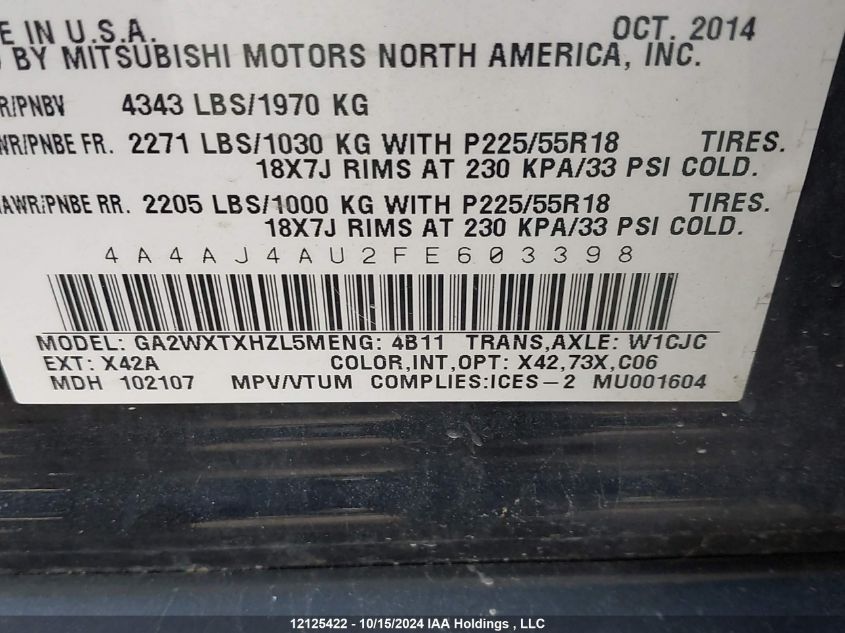 E IN U.S.A. OCT. 2014
BY MITSUBISHI MOTORS NORTH AMERICA, INC.
R/PNBV 4343 LBS/1970 KG
WR/PNBE FR. 2271 LBS/1030 KG WITH P225/55R18 TIRES.
18X7J RIMS AT 230 KPA/33 PSI COLD.
AWR/PNBE RR. 2205 LBS/1000 KG WITH P225/55R18 TIRES.
18X7J RIMS AT 230 KPA/33 PSI COLD.
4A4AJ4AU2FE603398
MODEL: GA2WXTXHZL5MENG: 4B11 TRANS,AXLE: W1CJC
EXT: X42A COLOR,INT,OPT: X42,73X,C06
MDH 102107 MPV/VTUM COMPLIES:ICES-2 MU001604
12125422 - 10/15/2024 IAA Holdings , LLC